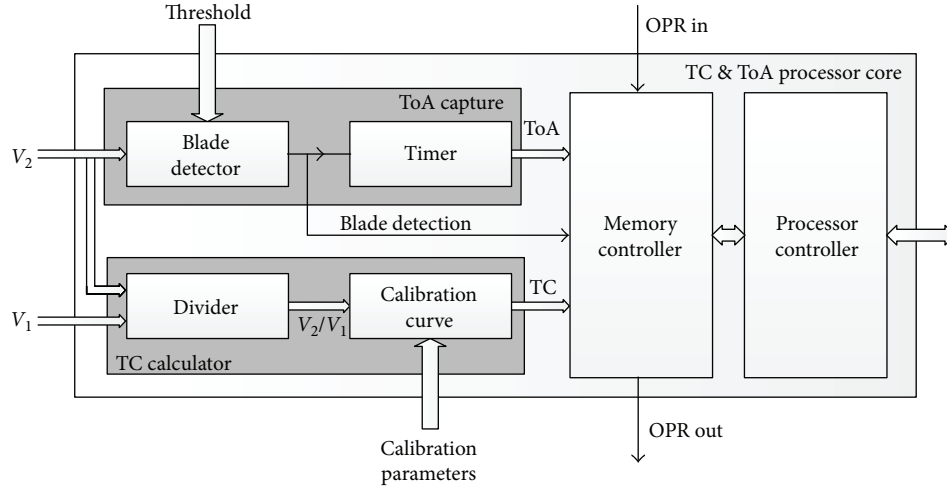 Threshold
OPR in
TC & ToA processor core
ToA capture
ToA
V2
Blade
detector
Timer
Blade detection
Memory
controller
Processor
controller
TC
V1
Divider
V2/V1
Calibration
curve
TC calculator
OPR out
Calibration
parameters